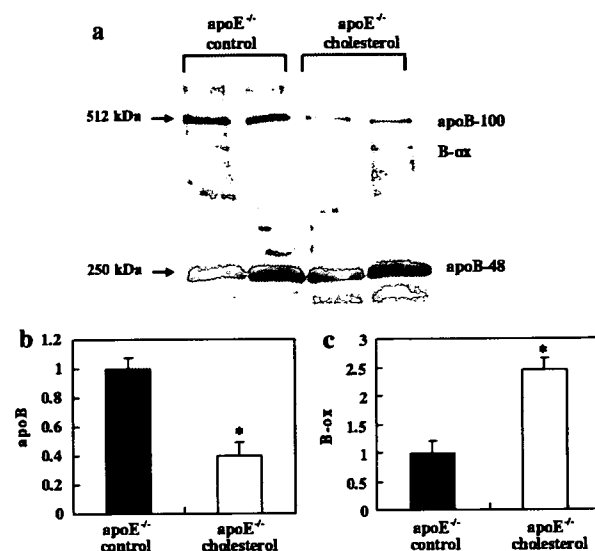 a
apoE-/- control
apoE-/- cholesterol
512 kDa
apoB-100
B-ox
250 kDa
apoB-48
b
apoB
1.2
1
0.8
0.6
0.4
0.2
0
*
apoE-/- control
apoE-/- cholesterol
c
B-ox
3
2.5
2
1.5
1
0.5
0
*
apoE-/- control
apoE-/- cholesterol